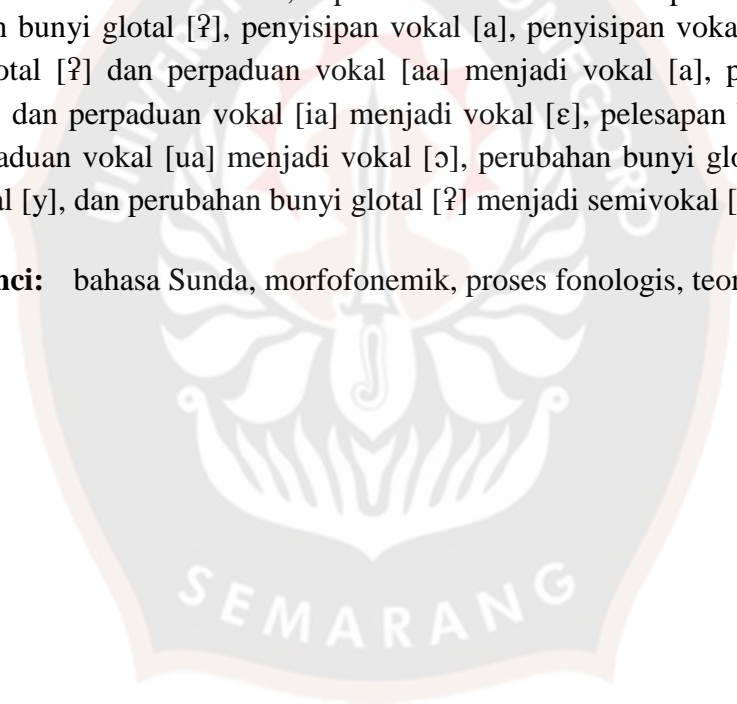 n bunyi glotal [ʔ], penyisipan vokal [a], penyisipan voka
otal [ʔ] dan perpaduan vokal [aa] menjadi vokal [a], p
dan perpaduan vokal [ia] menjadi vokal [ɛ], pelesapan
aduan vokal [ua] menjadi vokal [ɔ], perubahan bunyi glo
al [y], dan perubahan bunyi glotal [ʔ] menjadi semivokal [
nci: bahasa Sunda, morfofonemik, proses fonologis, teor
SEMARANG